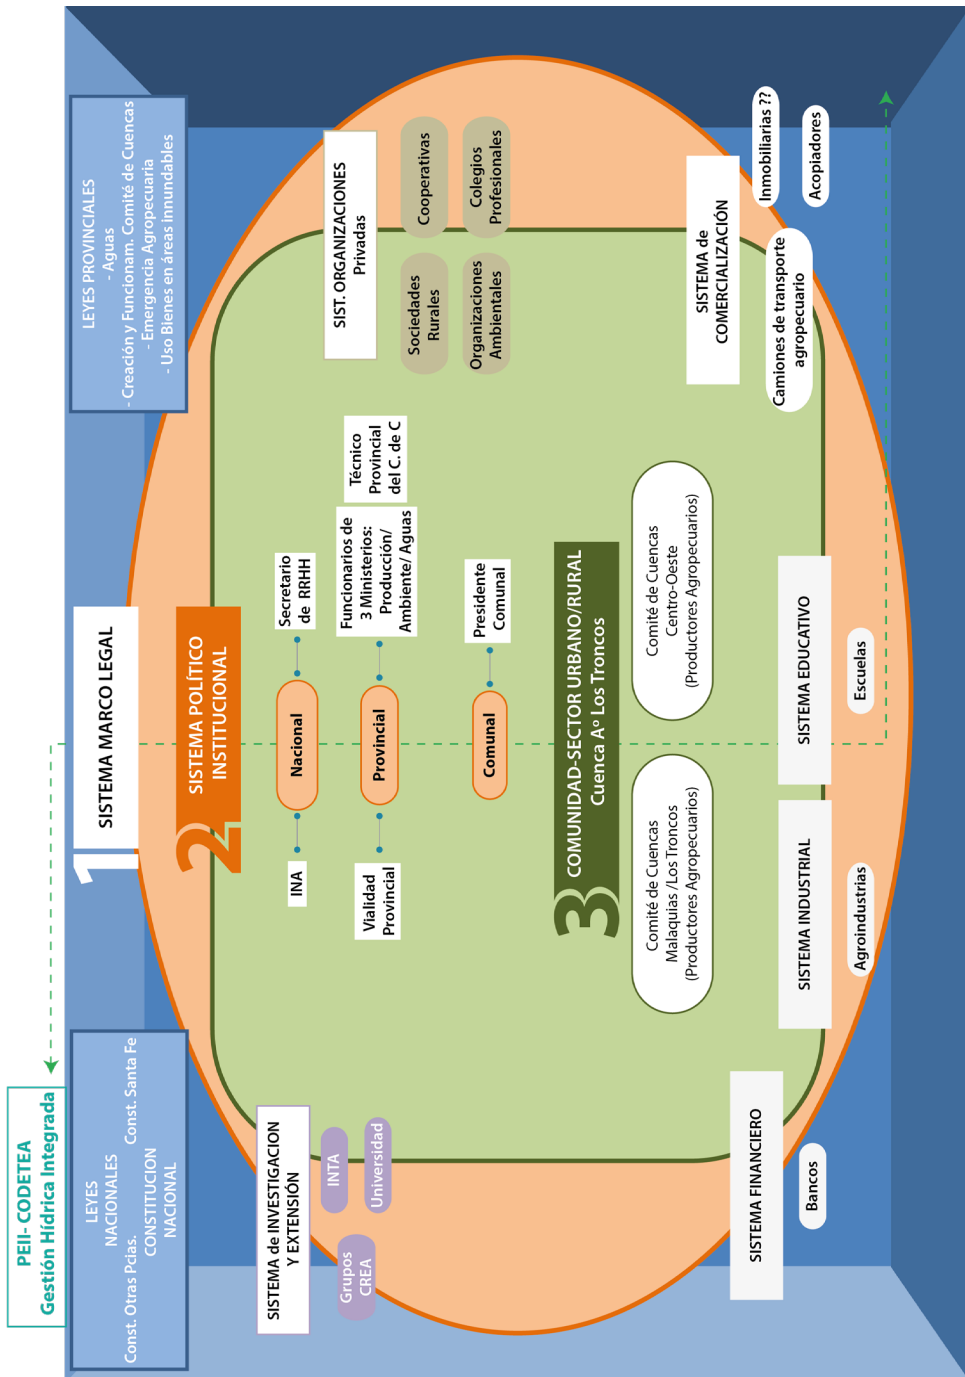 PEII- CODETEA
Gestión Hídrica Integrada
LEYES
NACIONALES
Const. Otras Pcias.
Const. Santa Fe
CONSTITUCION
NACIONAL
1
SISTEMA MARCO LEGAL
LEYES PROVINCIALES
- Aguas
- Creación y Funcionam. Comité de Cuencas
- Emergencia Agropecuaria
- Uso Bienes en áreas innundables
2
SISTEMA POLÍTICO
INSTITUCIONAL
SISTEMA de INVESTIGACION
Y EXTENSIÓN
INTA
Grupos
CREA
Universidad
INA
Nacional
Secretario
de RRHH
Vialidad
Provincial
Provincial
Funcionarios de
3 Ministerios:
Producción/
Ambiente/ Aguas
Técnico
Provincial
del C. de C
Comunal
Presidente
Comunal
SIST. ORGANIZACIONES
Privadas
Sociedades
Rurales
Cooperativas
Organizaciones
Ambientales
Colegios
Profesionales
3
COMUNIDAD-SECTOR URBANO/RURAL
Cuenca Aº Los Troncos
Comité de Cuencas
Malaquias /Los Troncos
(Productores Agropecuarios)
Comité de Cuencas
Centro-Oeste
(Productores Agropecuarios)
SISTEMA de
COMERCIALIZACIÓN
Inmobiliarias ??
Camiones de transporte
agropecuario
Acopiadores
SISTEMA FINANCIERO
Bancos
SISTEMA INDUSTRIAL
Agroindustrias
SISTEMA EDUCATIVO
Escuelas